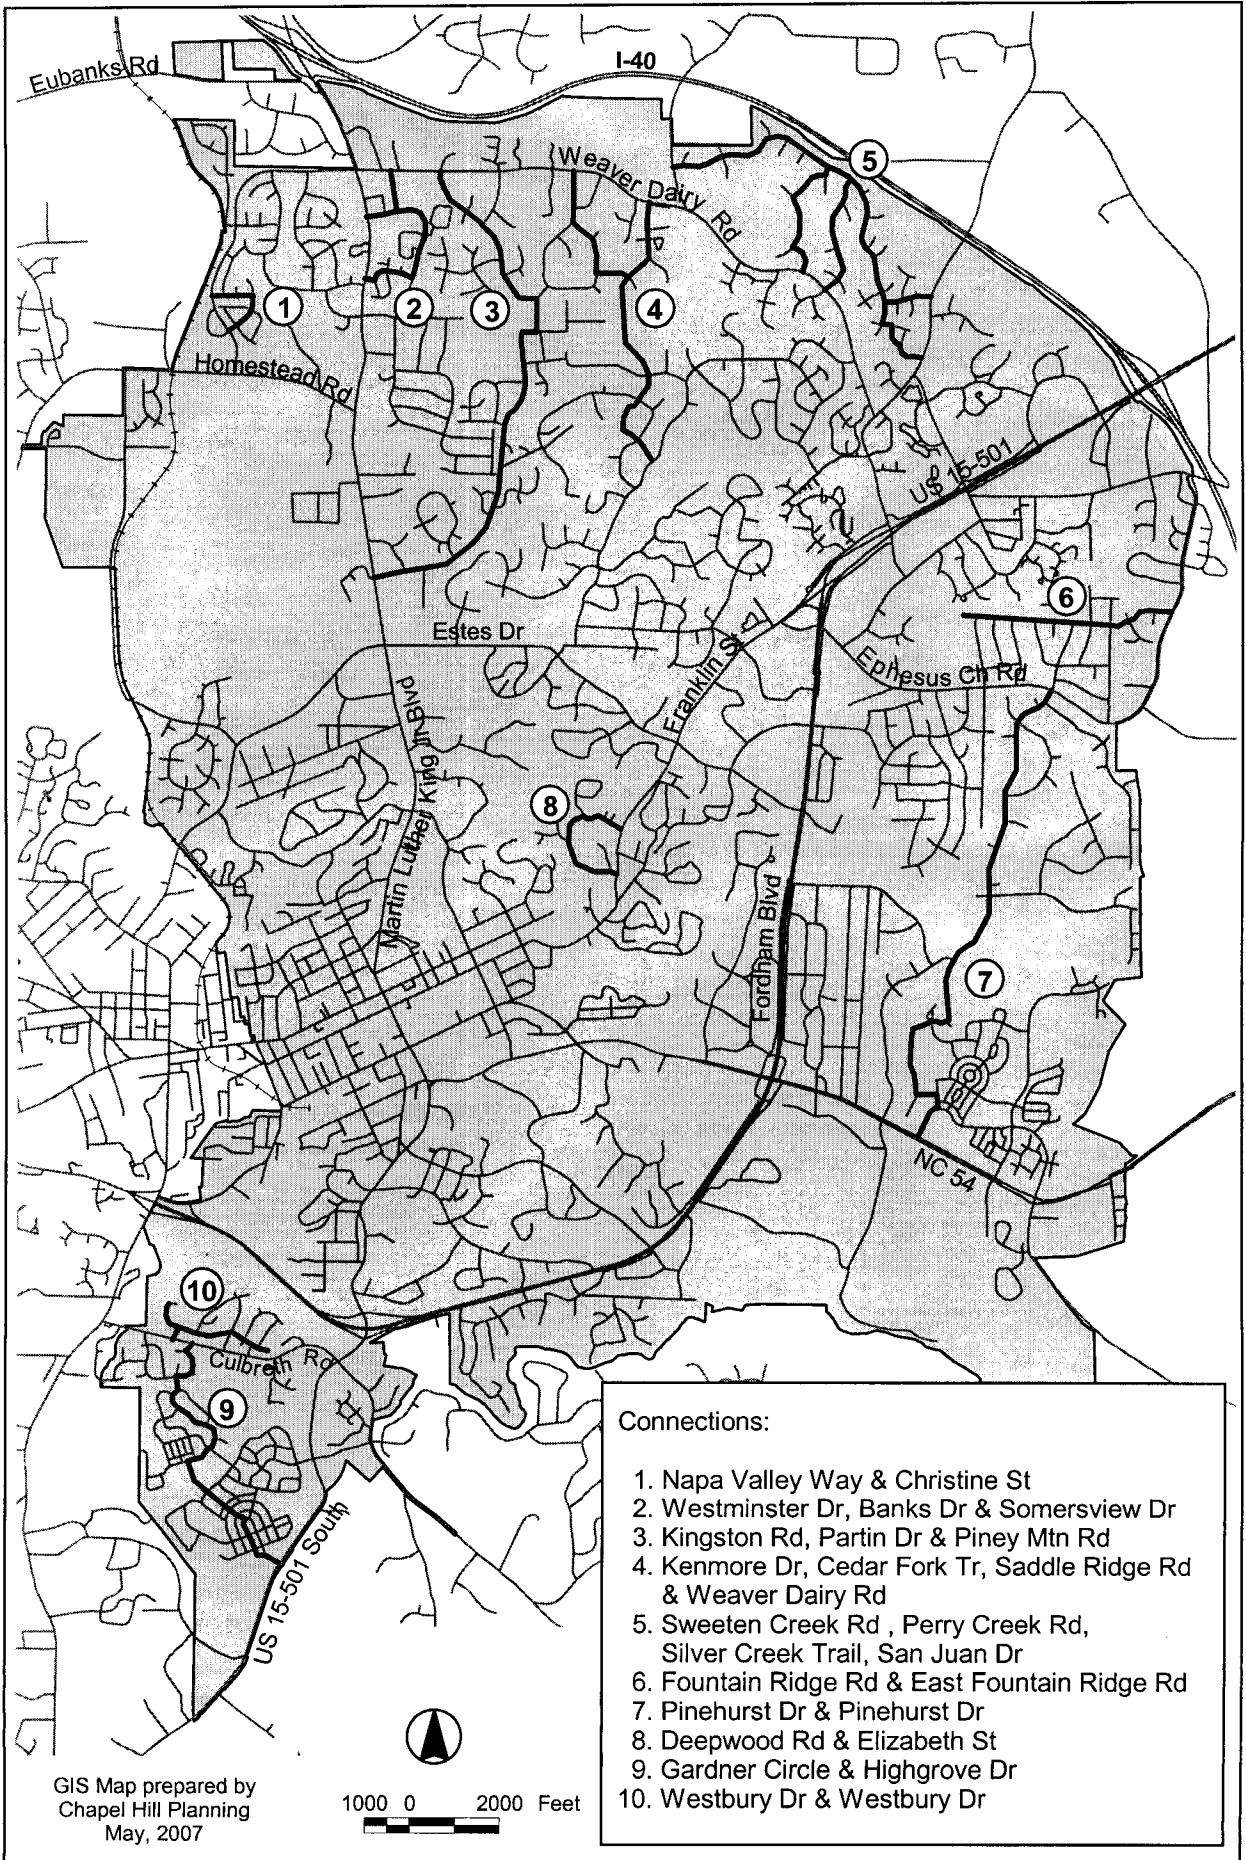 I-40
Eubanks Rd
5
Weaver Dairy Rd
1
2
3
4
Homestead Rd
US 15-501
6
Estes Dr
Franklin St
Ephesus Ch Rd
Martin Luther King Jr Blvd
8
Fordham Blvd
7
NC 54
10
Culbreth Rd
9
US 15-501 South
Connections:
1. Napa Valley Way & Christine St
2. Westminster Dr, Banks Dr & Somersview Dr
3. Kingston Rd, Partin Dr & Piney Mtn Rd
4. Kenmore Dr, Cedar Fork Tr, Saddle Ridge Rd
& Weaver Dairy Rd
5. Sweeten Creek Rd , Perry Creek Rd,
Silver Creek Trail, San Juan Dr
6. Fountain Ridge Rd & East Fountain Ridge Rd
7. Pinehurst Dr & Pinehurst Dr
8. Deepwood Rd & Elizabeth St
9. Gardner Circle & Highgrove Dr
10. Westbury Dr & Westbury Dr
GIS Map prepared by
Chapel Hill Planning
May, 2007
1000 0 2000 Feet